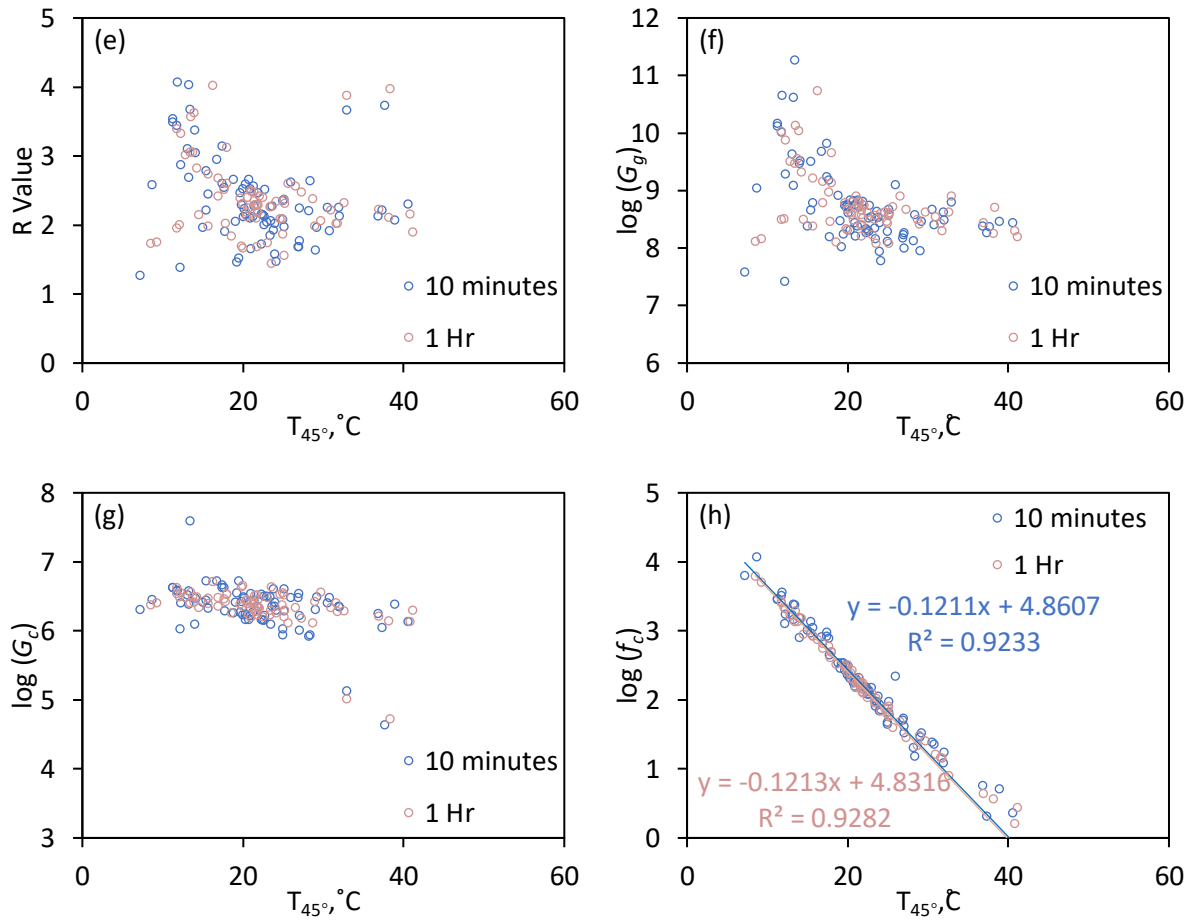 (e)
5
4
3
2
1
0
R Value
0 20 40 60
T₄₅°, ˚C
10 minutes
1 Hr
(f)
12
11
10
9
8
7
6
log (G_g)
0 20 40 60
T₄₅°,˚C
10 minutes
1 Hr
(g)
8
7
6
5
4
3
log (G_c)
0 20 40 60
T₄₅°, ˚C
10 minutes
1 Hr
(h)
5
4
3
2
1
0
log (f_c)
0 20 40 60
T₄₅°,˚C
10 minutes
1 Hr
y = -0.1211x + 4.8607
R² = 0.9233
y = -0.1213x + 4.8316
R² = 0.9282